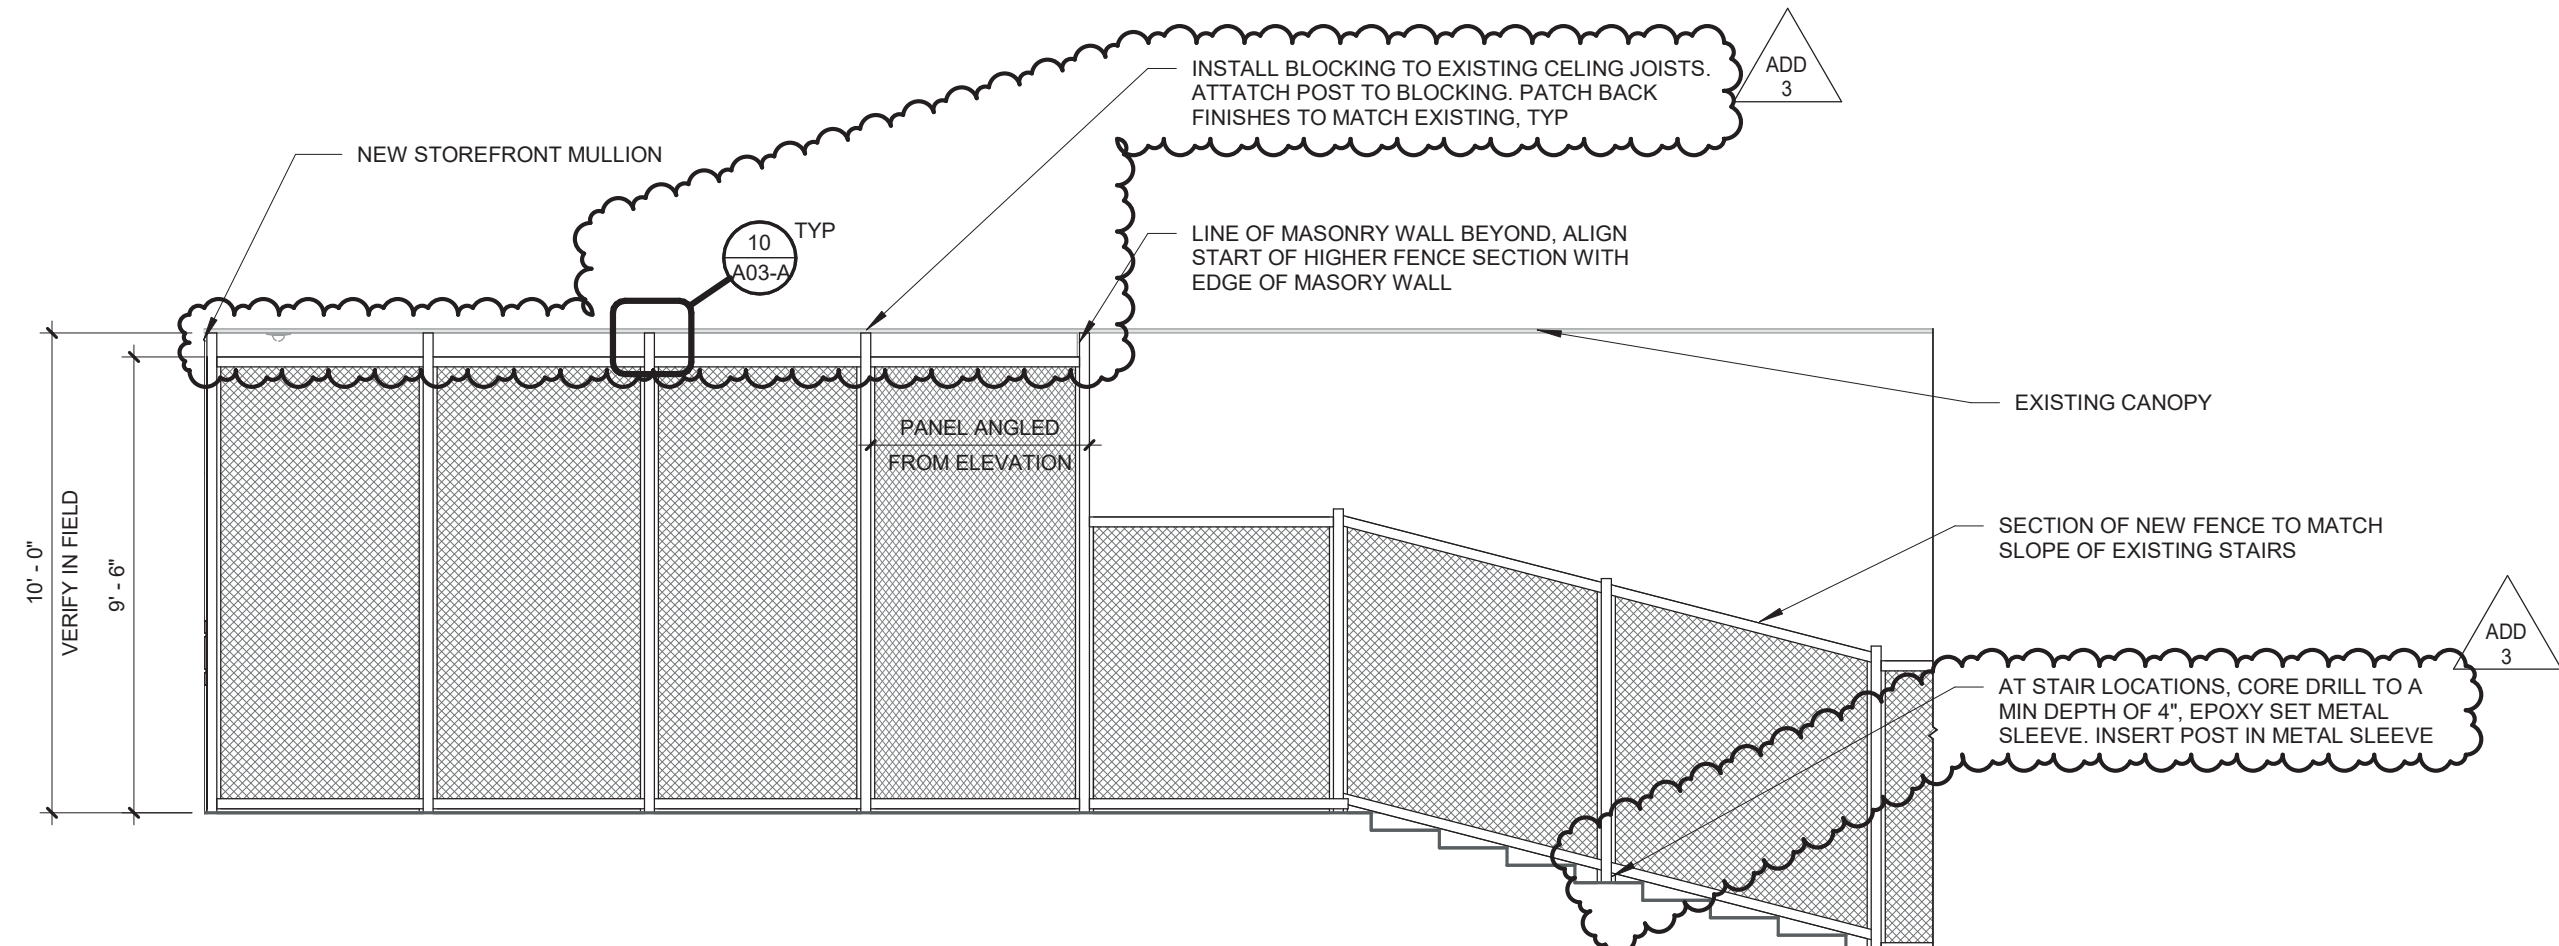 INSTALL BLOCKING TO EXISTING CELING JOISTS.
ATTATCH POST TO BLOCKING. PATCH BACK
FINISHES TO MATCH EXISTING, TYP
ADD
3
NEW STOREFRONT MULLION
10
A03-A
TYP
LINE OF MASONRY WALL BEYOND, ALIGN
START OF HIGHER FENCE SECTION WITH
EDGE OF MASORY WALL
EXISTING CANOPY
PANEL ANGLED
FROM ELEVATION
10' - 0"
VERIFY IN FIELD
9' - 6"
SECTION OF NEW FENCE TO MATCH
SLOPE OF EXISTING STAIRS
ADD
3
AT STAIR LOCATIONS, CORE DRILL TO A
MIN DEPTH OF 4", EPOXY SET METAL
SLEEVE. INSERT POST IN METAL SLEEVE